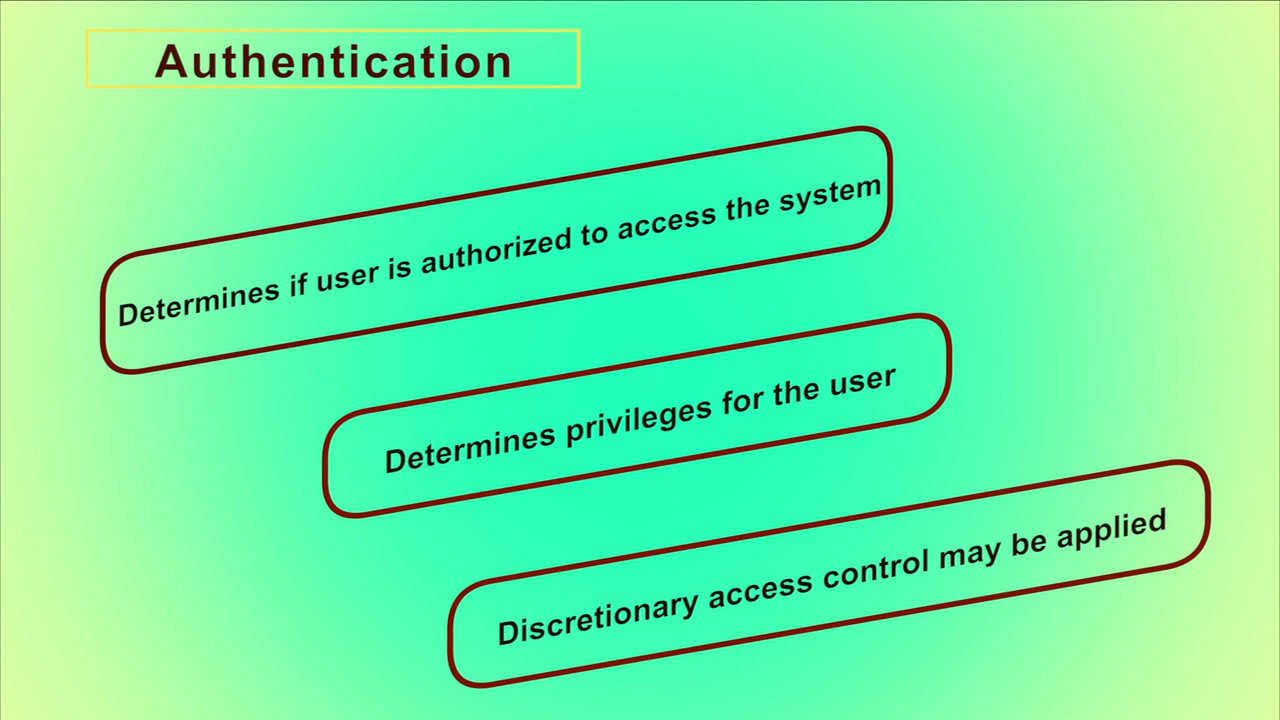 Authentication
Determines if user is authorized to access the system
Determines privileges for the user
Discretionary access control may be applied